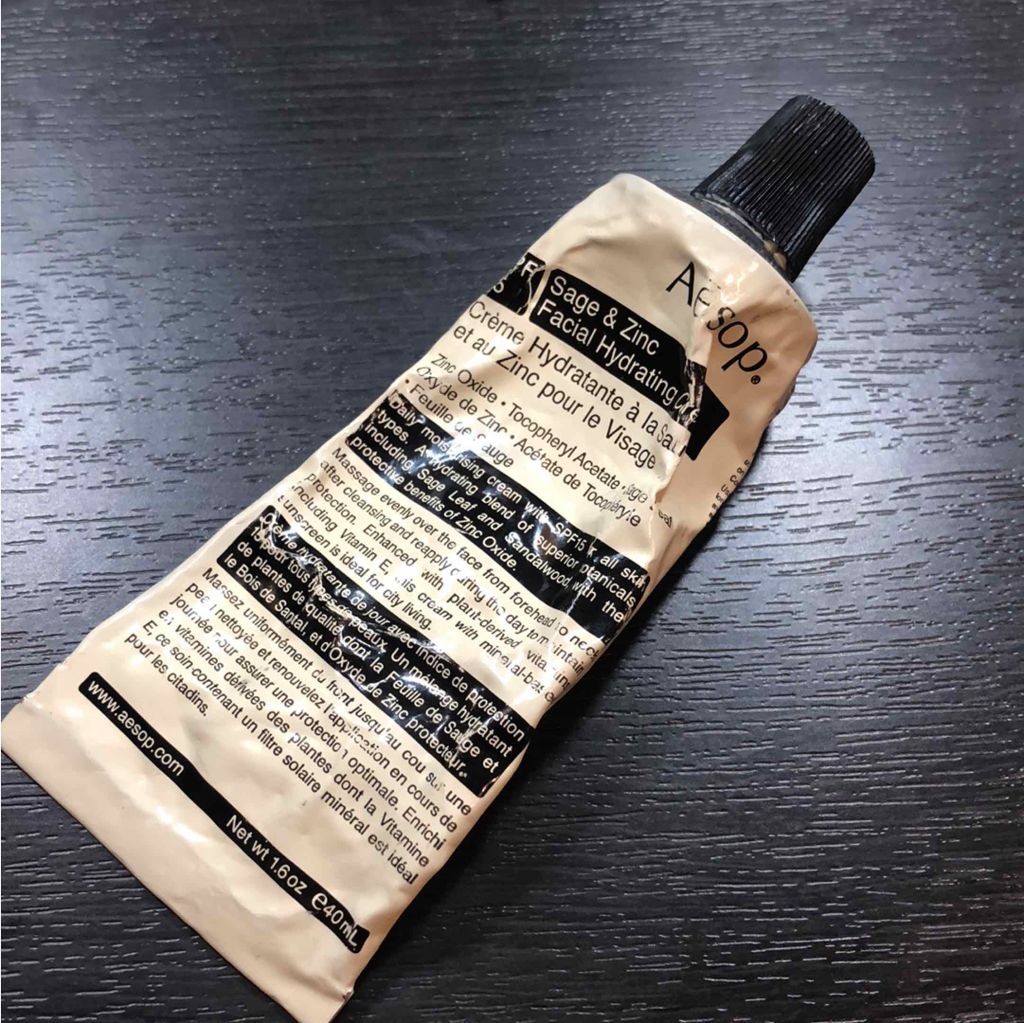 Aēsop®
Sage & Zinc
Facial Hydrating
Crème Hydratante à la
et au Zinc pour le Visage
Zinc Oxide • Tocopheryl Acetate •
Oxyde de Zinc • Acétate de
• Feuille de Sauge
Daily moisturising cream with SPF15 all skin
types. A hydrating blend of superior botanicals
including Sage Leaf and Sandalwood with the
protective benefits of Zinc Oxide.
Massage evenly over the face from forehead to neck
after cleansing and reapply during the day to maintain
protection. Enhanced with plant-derived
including Vitamin E, this cream with mineral-based
sunscreen is ideal for city living.
hydratante de jour avec indice de protection
tous de peaux. Un mélange hydratant
de plantes de qualité dont la Feuille de Sauge et
le Bois de Santal, et d'Oxyde de Zinc protecteur.
Massez uniformément du front jusqu'au cou sur une
peau nettoyée et renouvelez l'application en cours de
journée pour assurer une protection optimale. Enrichi
en Vitamines dérivées des plantes dont la Vitamine
E, ce soin contenant un filtre solaire minéral est idéal
pour les citadins.
www.aesop.com Net wt 1.6 oz ℮40mL